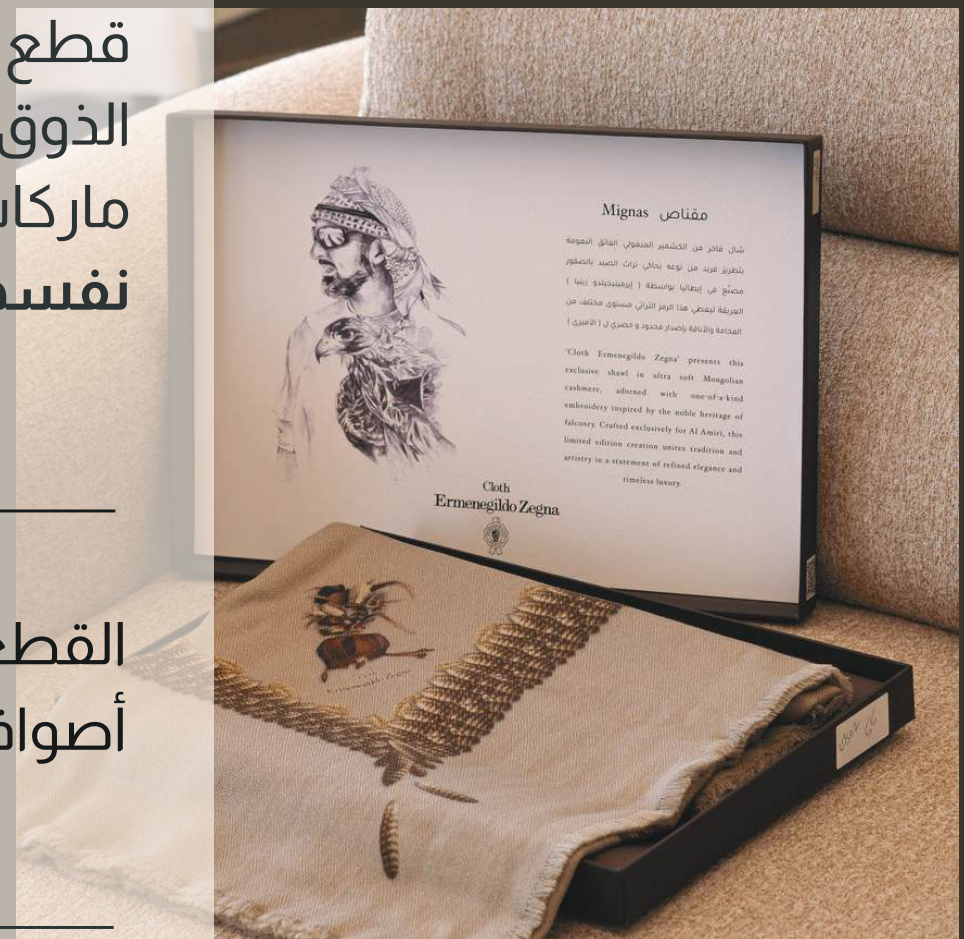 قطع
الذوق
ماركات
نفسه
القطع
أصواف
مقناص Mignas
شال فاخر من الكشمير المنغولي الفائق النعومة
بتطريز فريد من نوعه يحاكي تراث الصيد بالصقور
مصنّع في إيطاليا بواسطة ( إيرمينيجيلدو زينيا )
العريقة ليعطي هذا الرمز التراثي مستوى مختلف من
الفخامة والأناقة بإصدار محدود و حصري ل ( الأميري )
'Cloth Ermenegildo Zegna' presents this
exclusive shawl in ultra soft Mongolian
cashmere, adorned with one-of-a-kind
embroidery inspired by the noble heritage of
falconry. Crafted exclusively for Al Amiri, this
limited edition creation unites tradition and
artistry in a statement of refined elegance and
timeless luxury.
Cloth
Ermenegildo Zegna
Ermenegildo Zegna